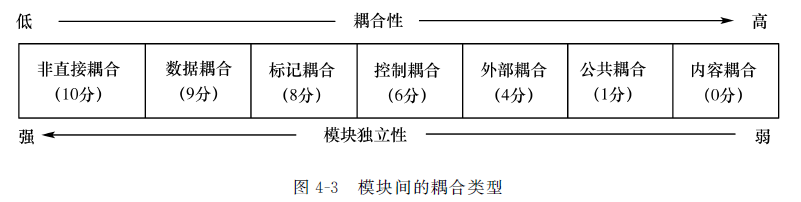 低 耦合性 高
非直接耦合 数据耦合 标记耦合 控制耦合 外部耦合 公共耦合 内容耦合
(10分) (9分) (8分) (6分) (4分) (1分) (0分)
强 模块独立性 弱
图 4-3 模块间的耦合类型